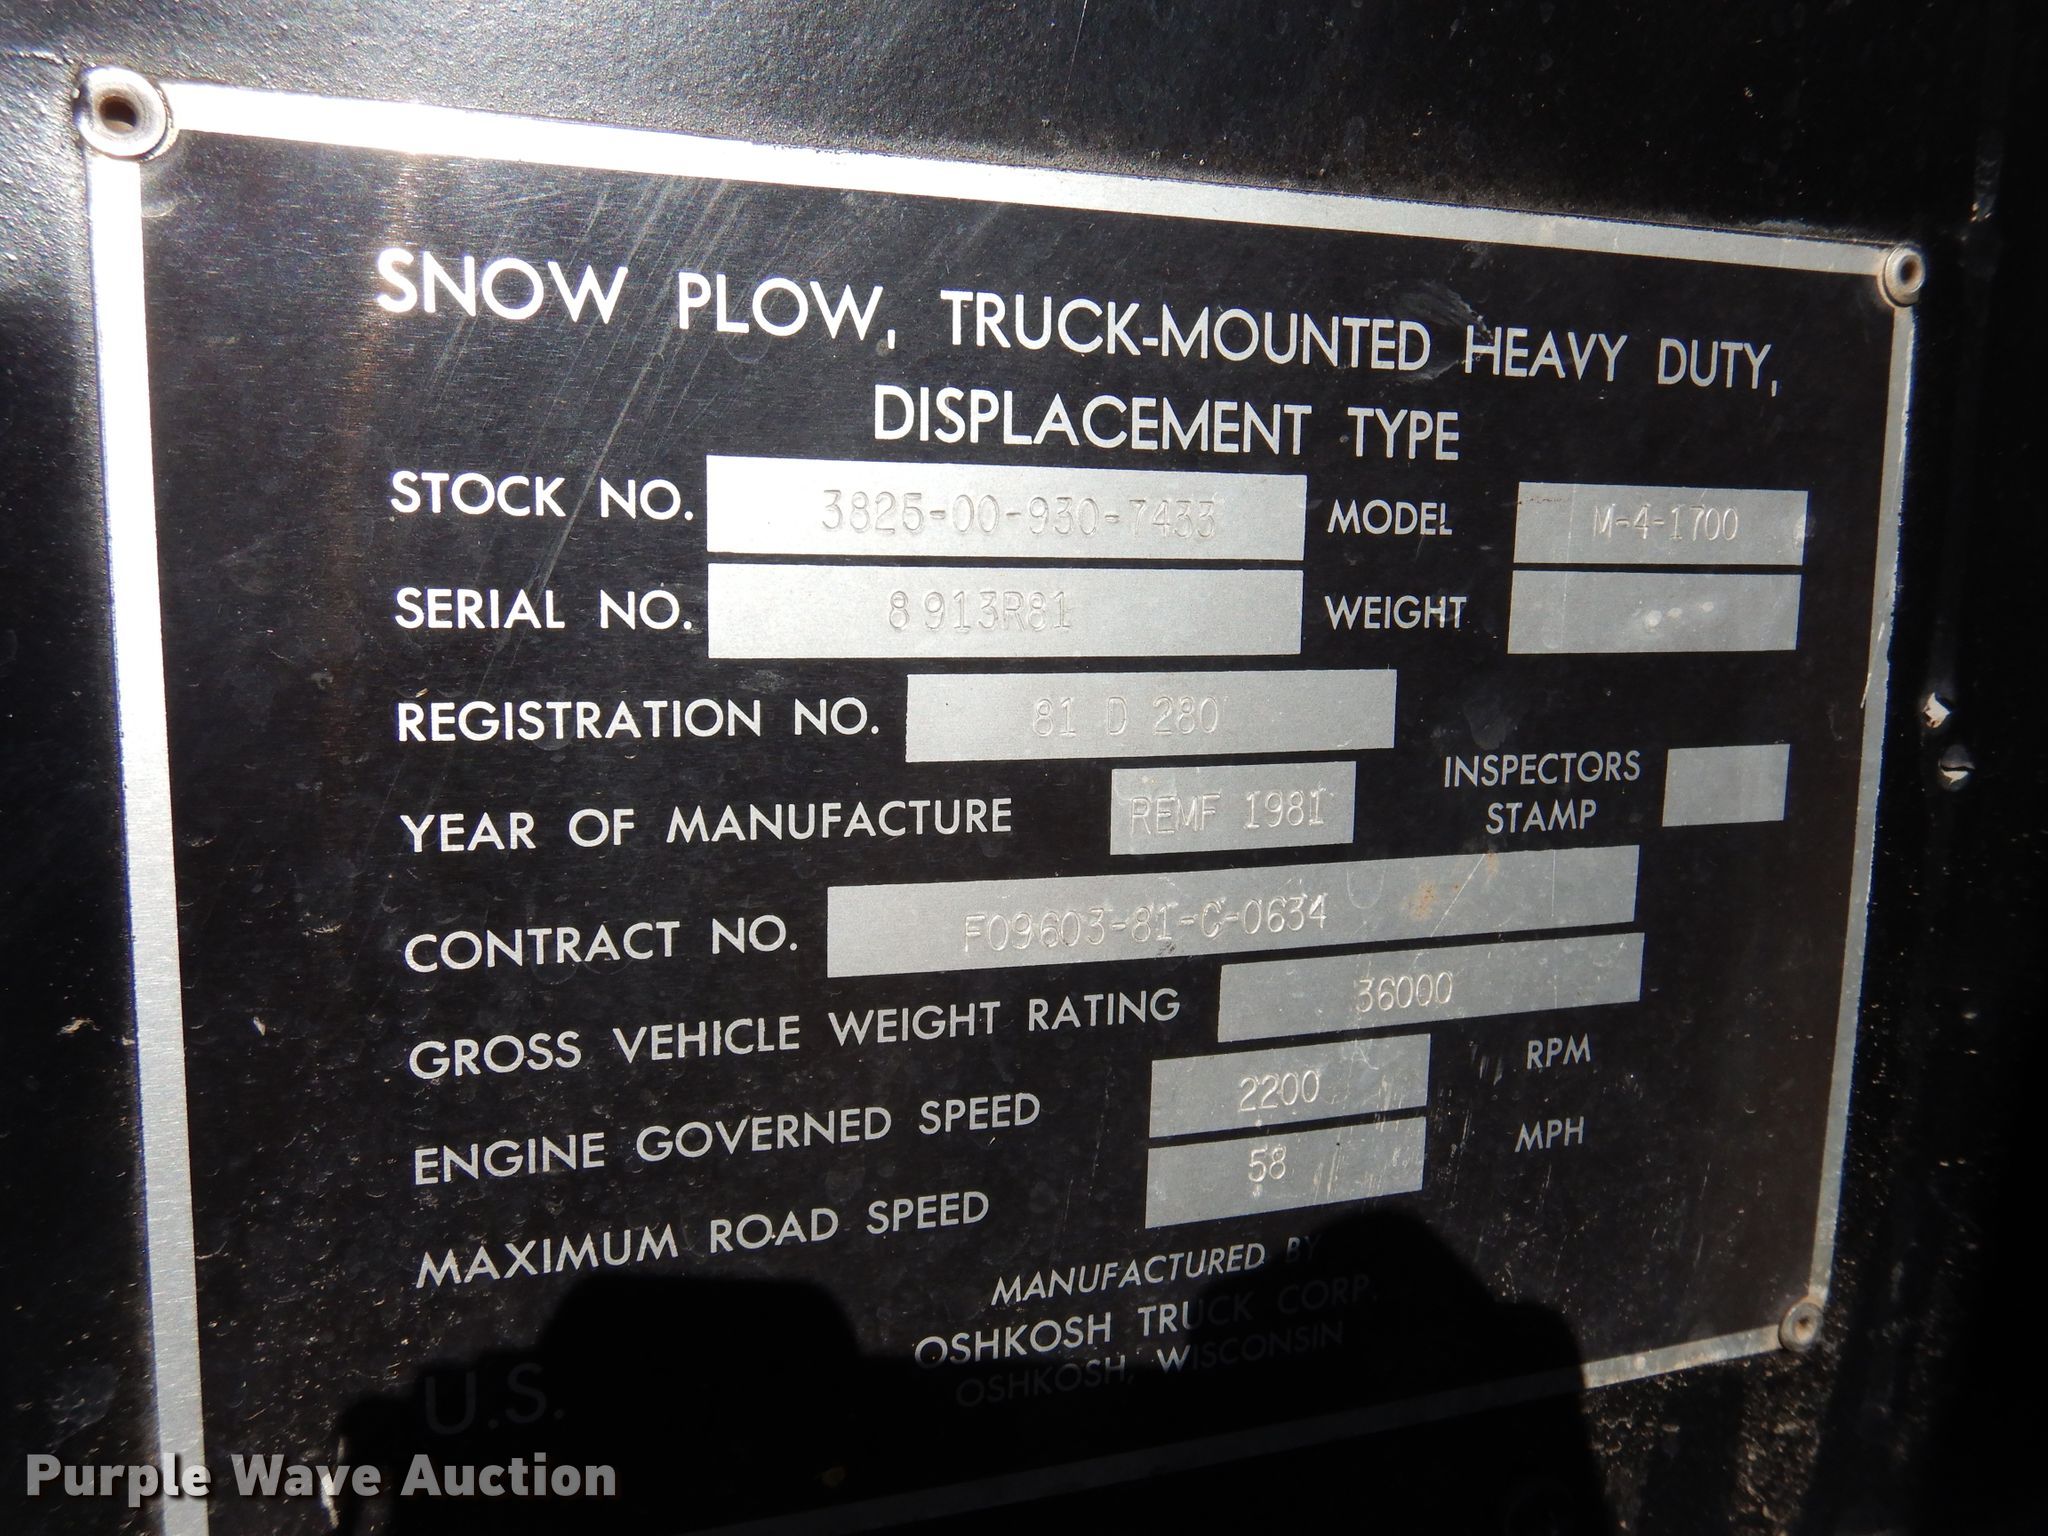 SNOW PLOW, TRUCK-MOUNTED HEAVY DUTY,
DISPLACEMENT TYPE
STOCK NO. 3825-00-930-7433 MODEL M-4-1700
SERIAL NO. 8913R81 WEIGHT
REGISTRATION NO. 81 D 280
YEAR OF MANUFACTURE REMF 1981 INSPECTORS
STAMP
CONTRACT NO. F09603-81-C-0634
GROSS VEHICLE WEIGHT RATING 36000
ENGINE GOVERNED SPEED 2200 RPM
MAXIMUM ROAD SPEED 58 MPH
MANUFACTURED BY
OSHKOSH TRUCK CORP.
OSHKOSH, WISCONSIN
U.S.
Purple Wave Auction